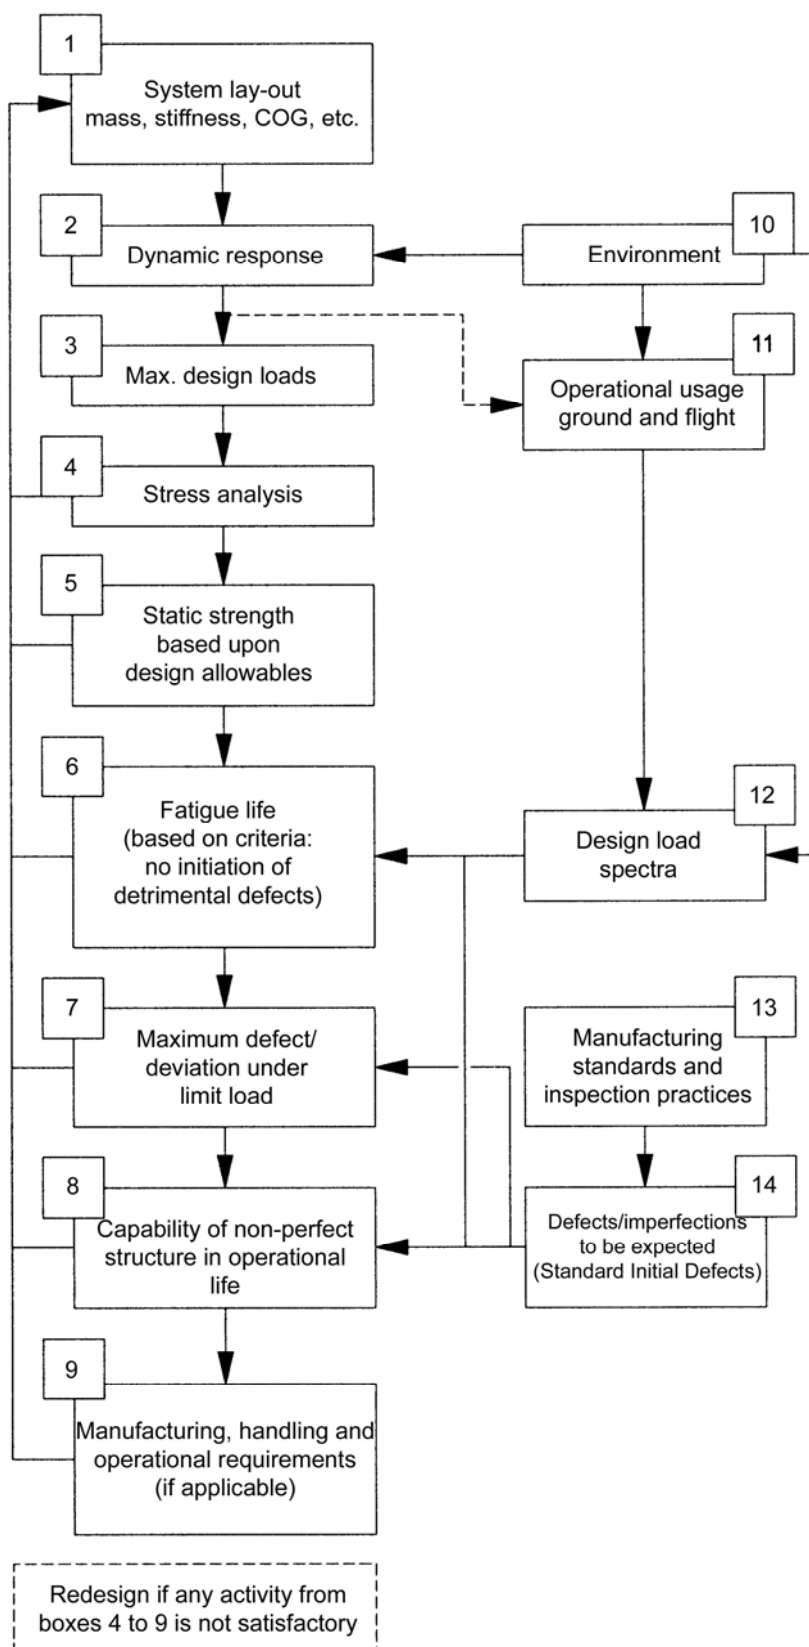 1
System lay-out
mass, stiffness, COG, etc.
2
Dynamic response
10
Environment
3
Max. design loads
11
Operational usage
ground and flight
4
Stress analysis
5
Static strength
based upon
design allowables
6
Fatigue life
(based on criteria:
no initiation of
detrimental defects)
12
Design load
spectra
7
Maximum defect/
deviation under
limit load
13
Manufacturing
standards and
inspection practices
8
Capability of non-perfect
structure in operational
life
14
Defects/imperfections
to be expected
(Standard Initial Defects)
9
Manufacturing, handling and
operational requirements
(if applicable)
Redesign if any activity from
boxes 4 to 9 is not satisfactory